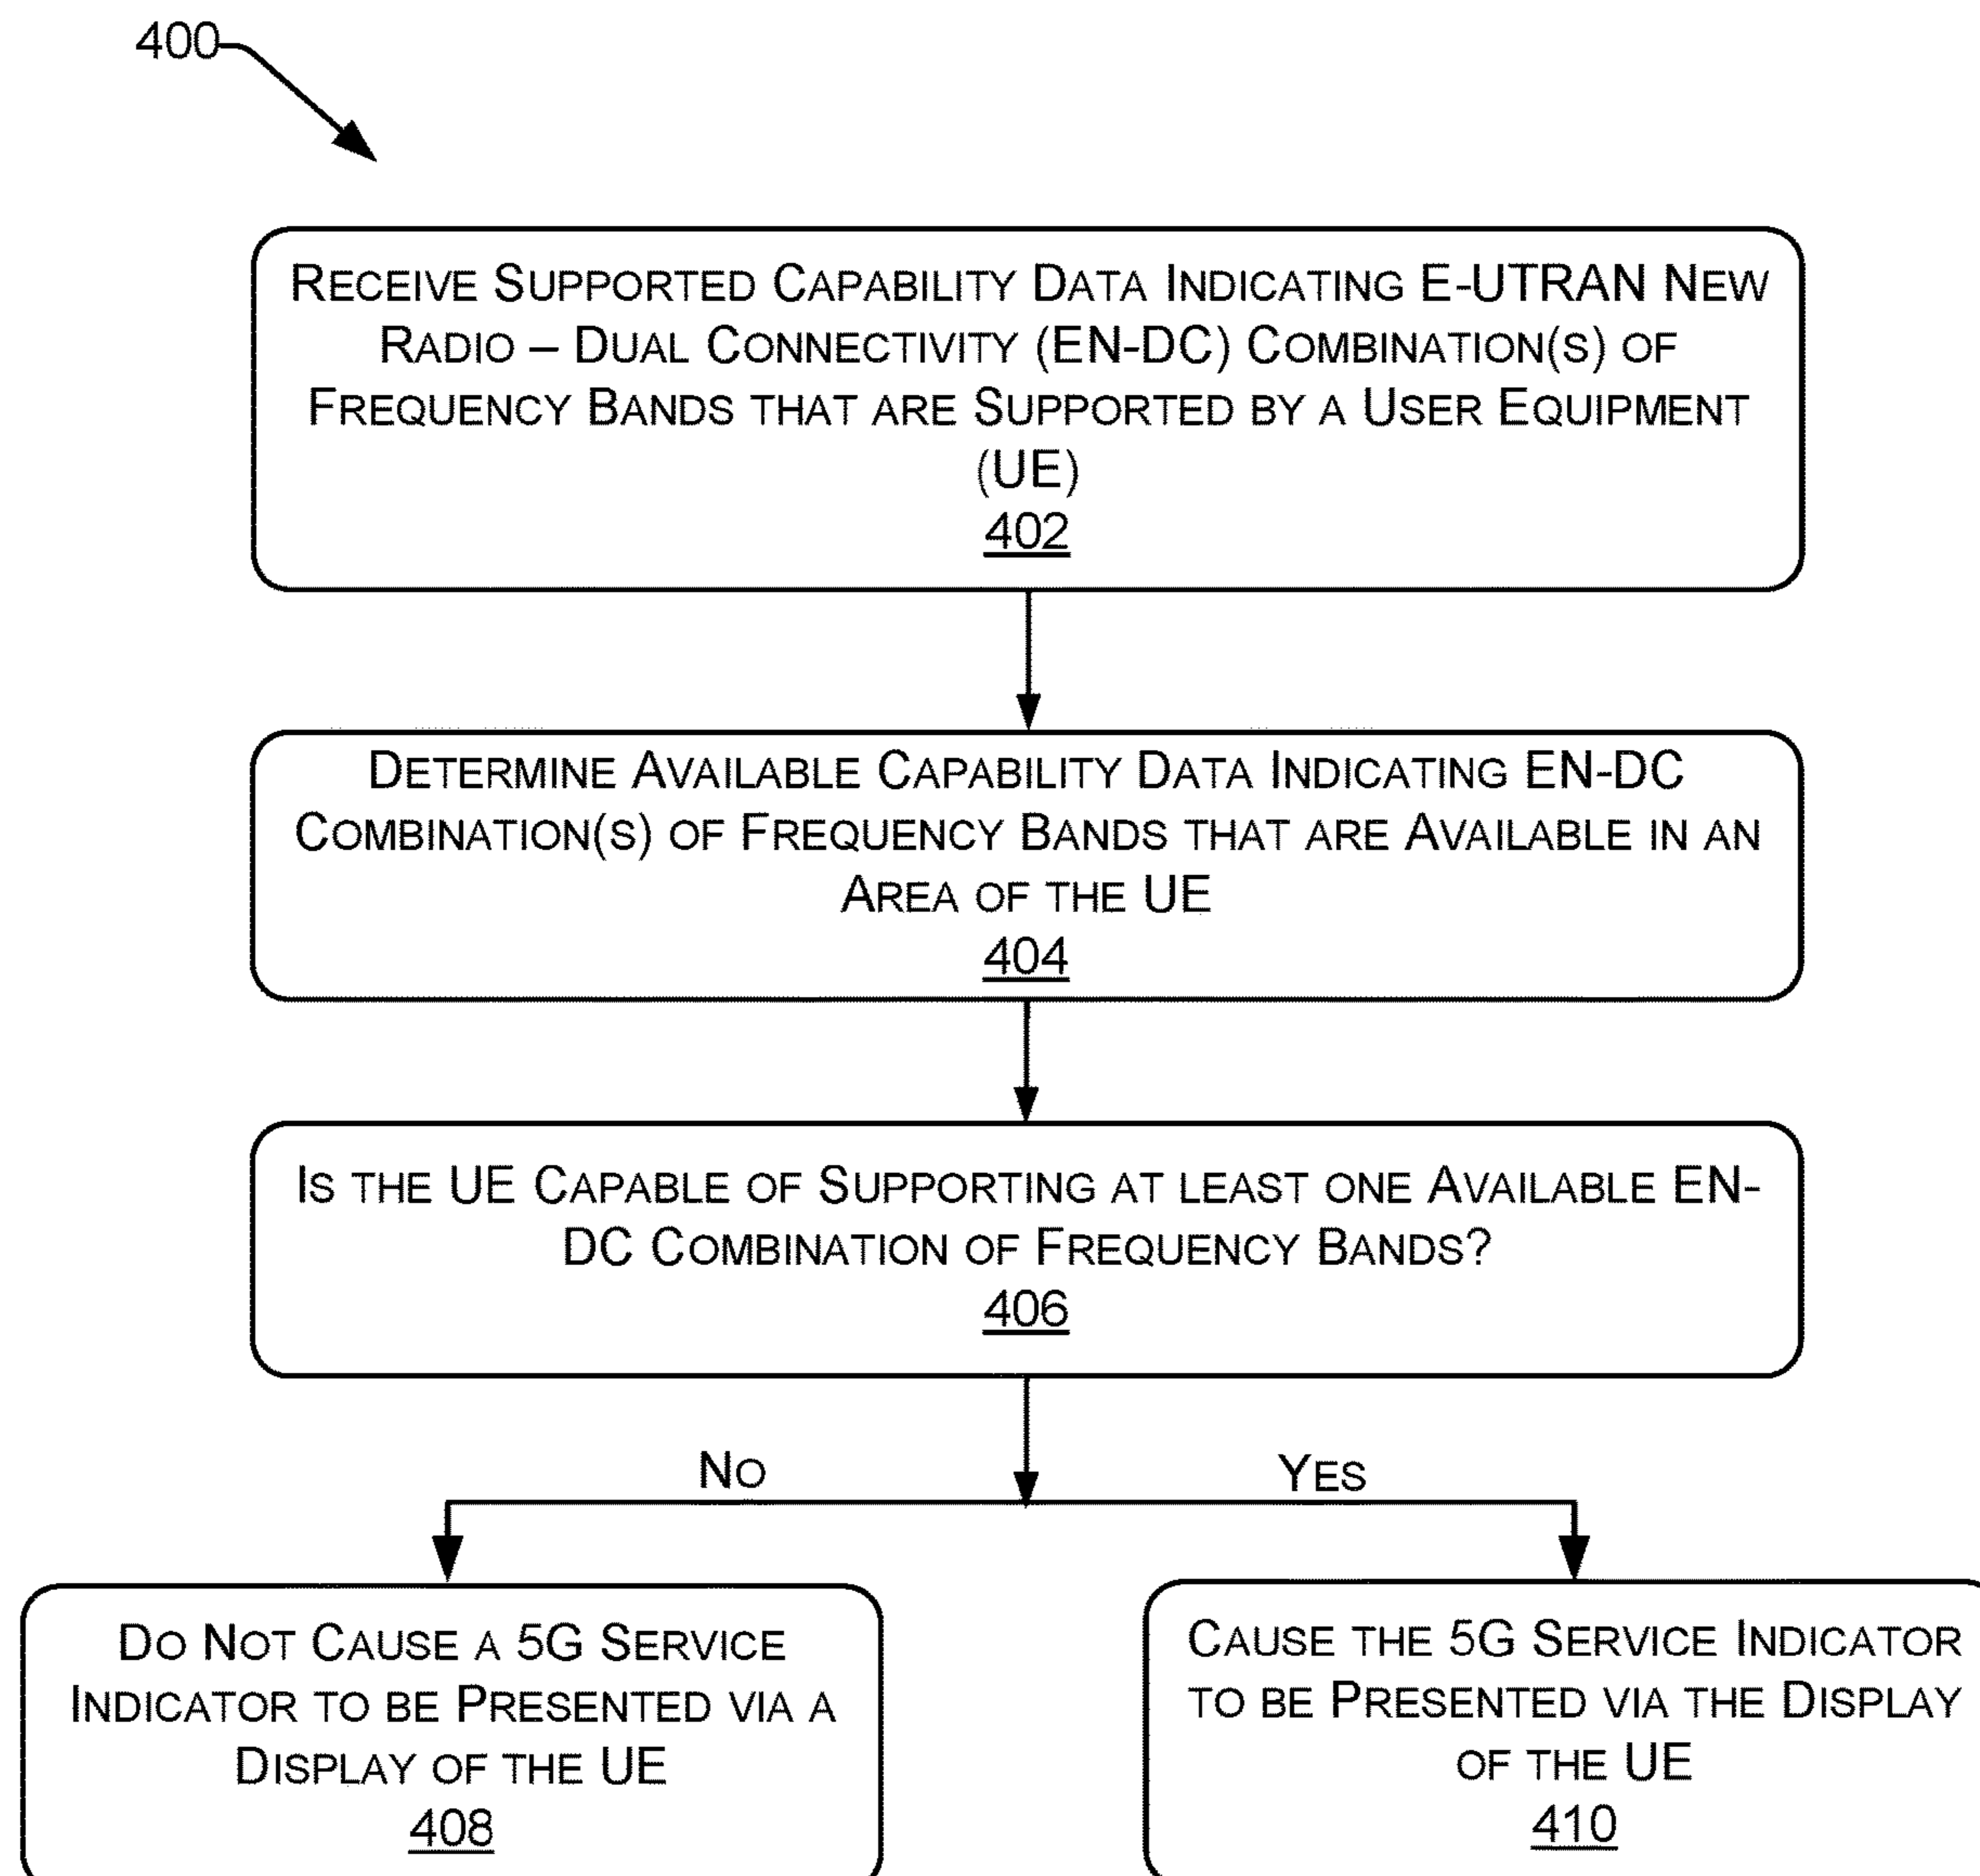 400
Receive Supported Capability Data Indicating E-UTRAN New
Radio – Dual Connectivity (EN-DC) Combination(s) of
Frequency Bands that are Supported by a User Equipment
(UE)
402
Determine Available Capability Data Indicating EN-DC
Combination(s) of Frequency Bands that are Available in an
Area of the UE
404
Is the UE Capable of Supporting at least one Available EN-
DC Combination of Frequency Bands?
406
No
Yes
Do Not Cause a 5G Service
Indicator to be Presented via a
Display of the UE
408
Cause the 5G Service Indicator
to be Presented via the Display
of the UE
410